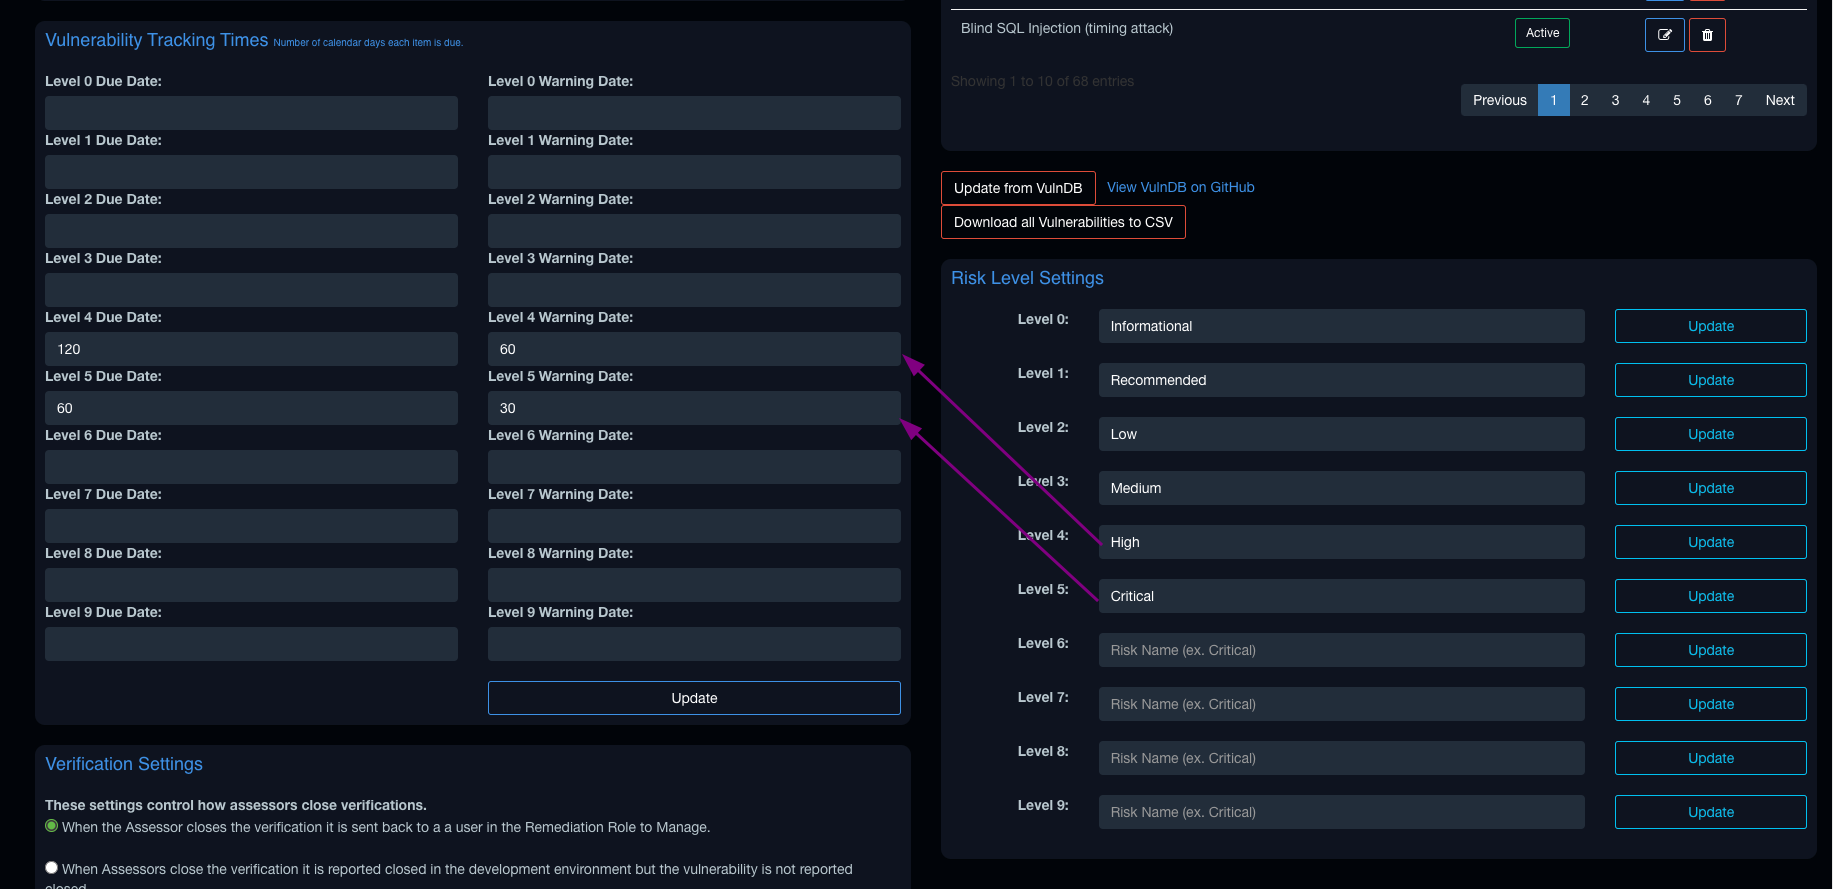 Vulnerability Tracking Times Number of calendar days each item is due.
Level 0 Due Date: Level 0 Warning Date:
Level 1 Due Date: Level 1 Warning Date:
Level 2 Due Date: Level 2 Warning Date:
Level 3 Due Date: Level 3 Warning Date:
Level 4 Due Date: Level 4 Warning Date:
120 60
Level 5 Due Date: Level 5 Warning Date:
60 30
Level 6 Due Date: Level 6 Warning Date:
Level 7 Due Date: Level 7 Warning Date:
Level 8 Due Date: Level 8 Warning Date:
Level 9 Due Date: Level 9 Warning Date:
Update
Verification Settings
These settings control how assessors close verifications.
When the Assessor closes the verification it is sent back to a a user in the Remediation Role to Manage.
When Assessors close the verification it is reported closed in the development environment but the vulnerability is not reported
closed
Blind SQL Injection (timing attack) Active
Showing 1 to 10 of 68 entries
Previous 1 2 3 4 5 6 7 Next
Update from VulnDB View VulnDB on GitHub
Download all Vulnerabilities to CSV
Risk Level Settings
Level 0: Informational Update
Level 1: Recommended Update
Level 2: Low Update
Level 3: Medium Update
Level 4: High Update
Level 5: Critical Update
Level 6: Risk Name (ex. Critical) Update
Level 7: Risk Name (ex. Critical) Update
Level 8: Risk Name (ex. Critical) Update
Level 9: Risk Name (ex. Critical) Update